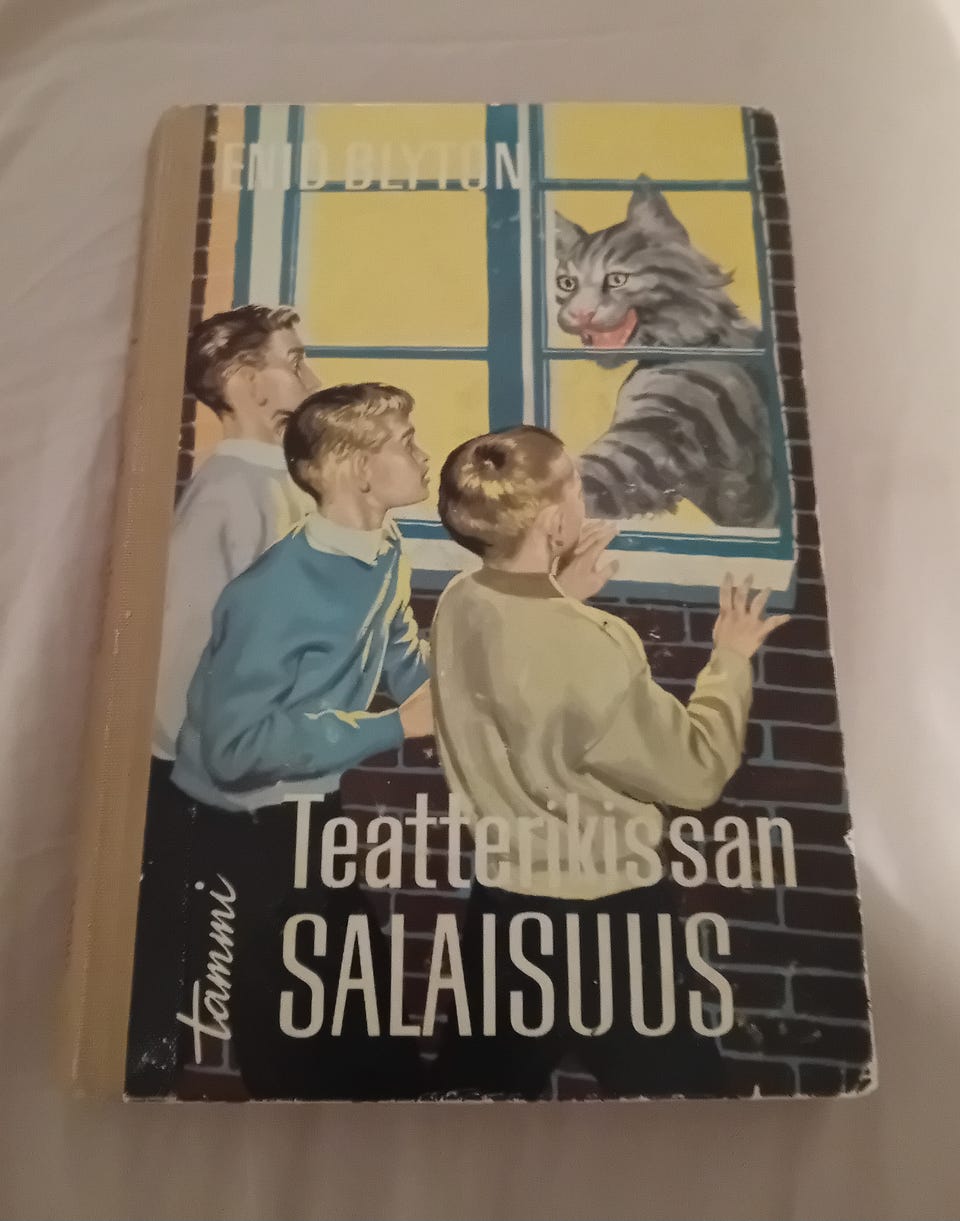 ENID BLYTON
Teatterikissan
SALAISUUS
tammi